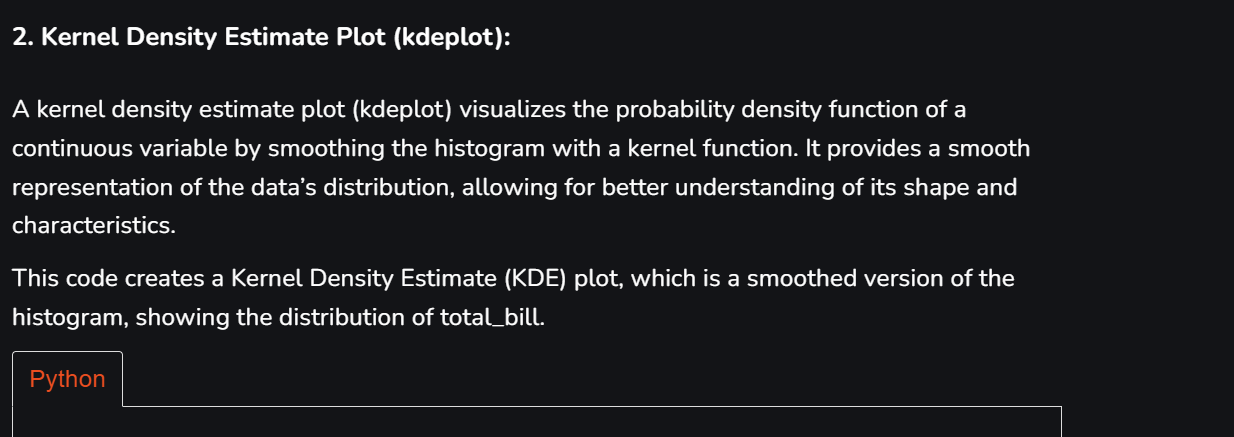 2. Kernel Density Estimate Plot (kdeplot):
A kernel density estimate plot (kdeplot) visualizes the probability density function of a
continuous variable by smoothing the histogram with a kernel function. It provides a smooth
representation of the data’s distribution, allowing for better understanding of its shape and
characteristics.
This code creates a Kernel Density Estimate (KDE) plot, which is a smoothed version of the
histogram, showing the distribution of total_bill.
Python